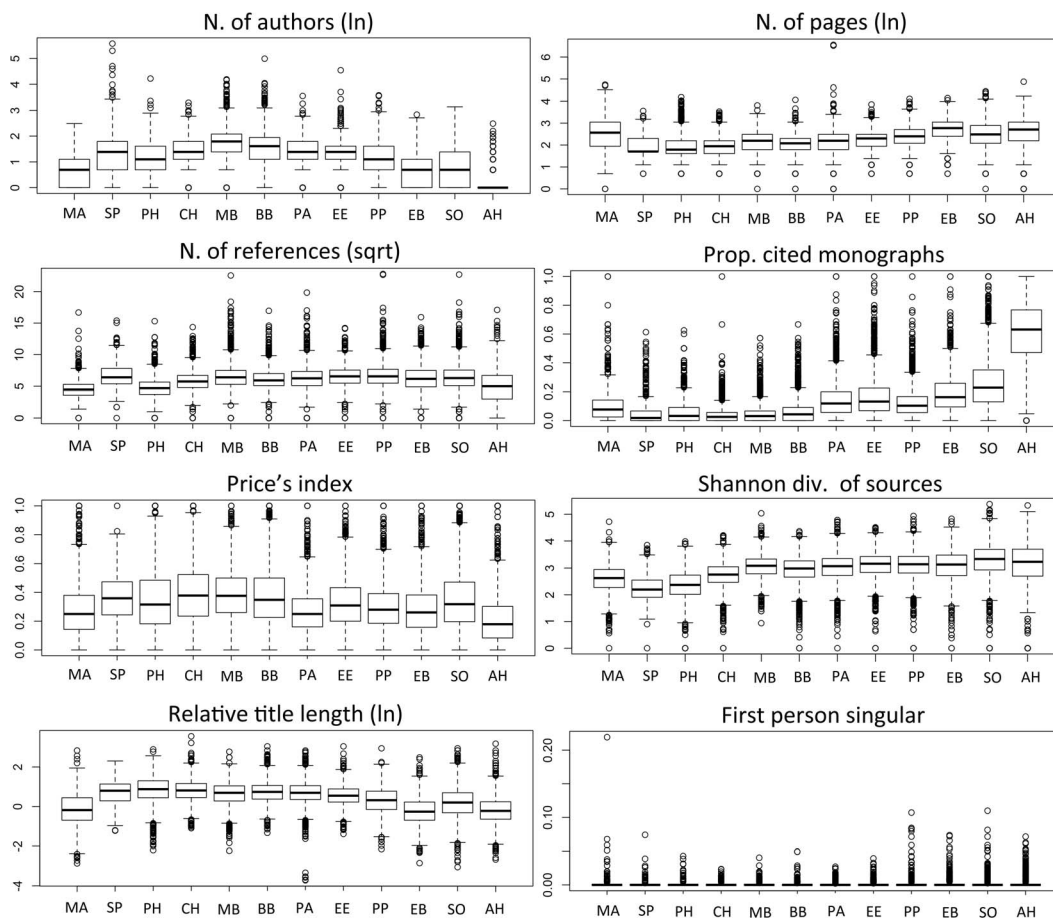 N. of authors (ln)
0 1 2 3 4 5
MA SP PH CH MB BB PA EE PP EB SO AH
N. of pages (ln)
0 1 2 3 4 5 6
MA SP PH CH MB BB PA EE PP EB SO AH
N. of references (sqrt)
0 5 10 15 20
MA SP PH CH MB BB PA EE PP EB SO AH
Prop. cited monographs
0.0 0.2 0.4 0.6 0.8 1.0
MA SP PH CH MB BB PA EE PP EB SO AH
Price's index
0.0 0.2 0.4 0.6 0.8 1.0
MA SP PH CH MB BB PA EE PP EB SO AH
Shannon div. of sources
0 1 2 3 4 5
MA SP PH CH MB BB PA EE PP EB SO AH
Relative title length (ln)
-4 -2 0 2
MA SP PH CH MB BB PA EE PP EB SO AH
First person singular
0.00 0.10 0.20
MA SP PH CH MB BB PA EE PP EB SO AH